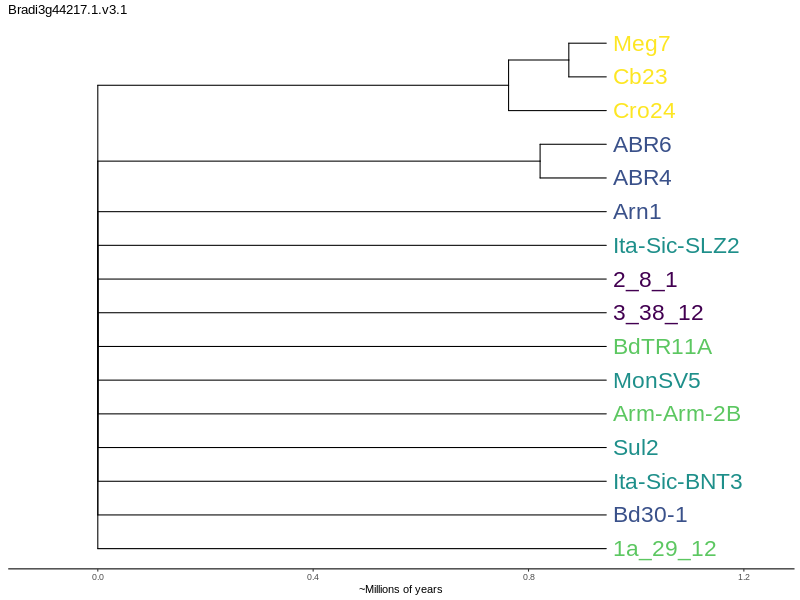 Bradi3g44217.1.v3.1
Meg7
Cb23
Cro24
ABR6
ABR4
Arn1
Ita-Sic-SLZ2
2_8_1
3_38_12
BdTR11A
MonSV5
Arm-Arm-2B
Sul2
Ita-Sic-BNT3
Bd30-1
1a_29_12
0.0 0.4 0.8 1.2
~Millions of years